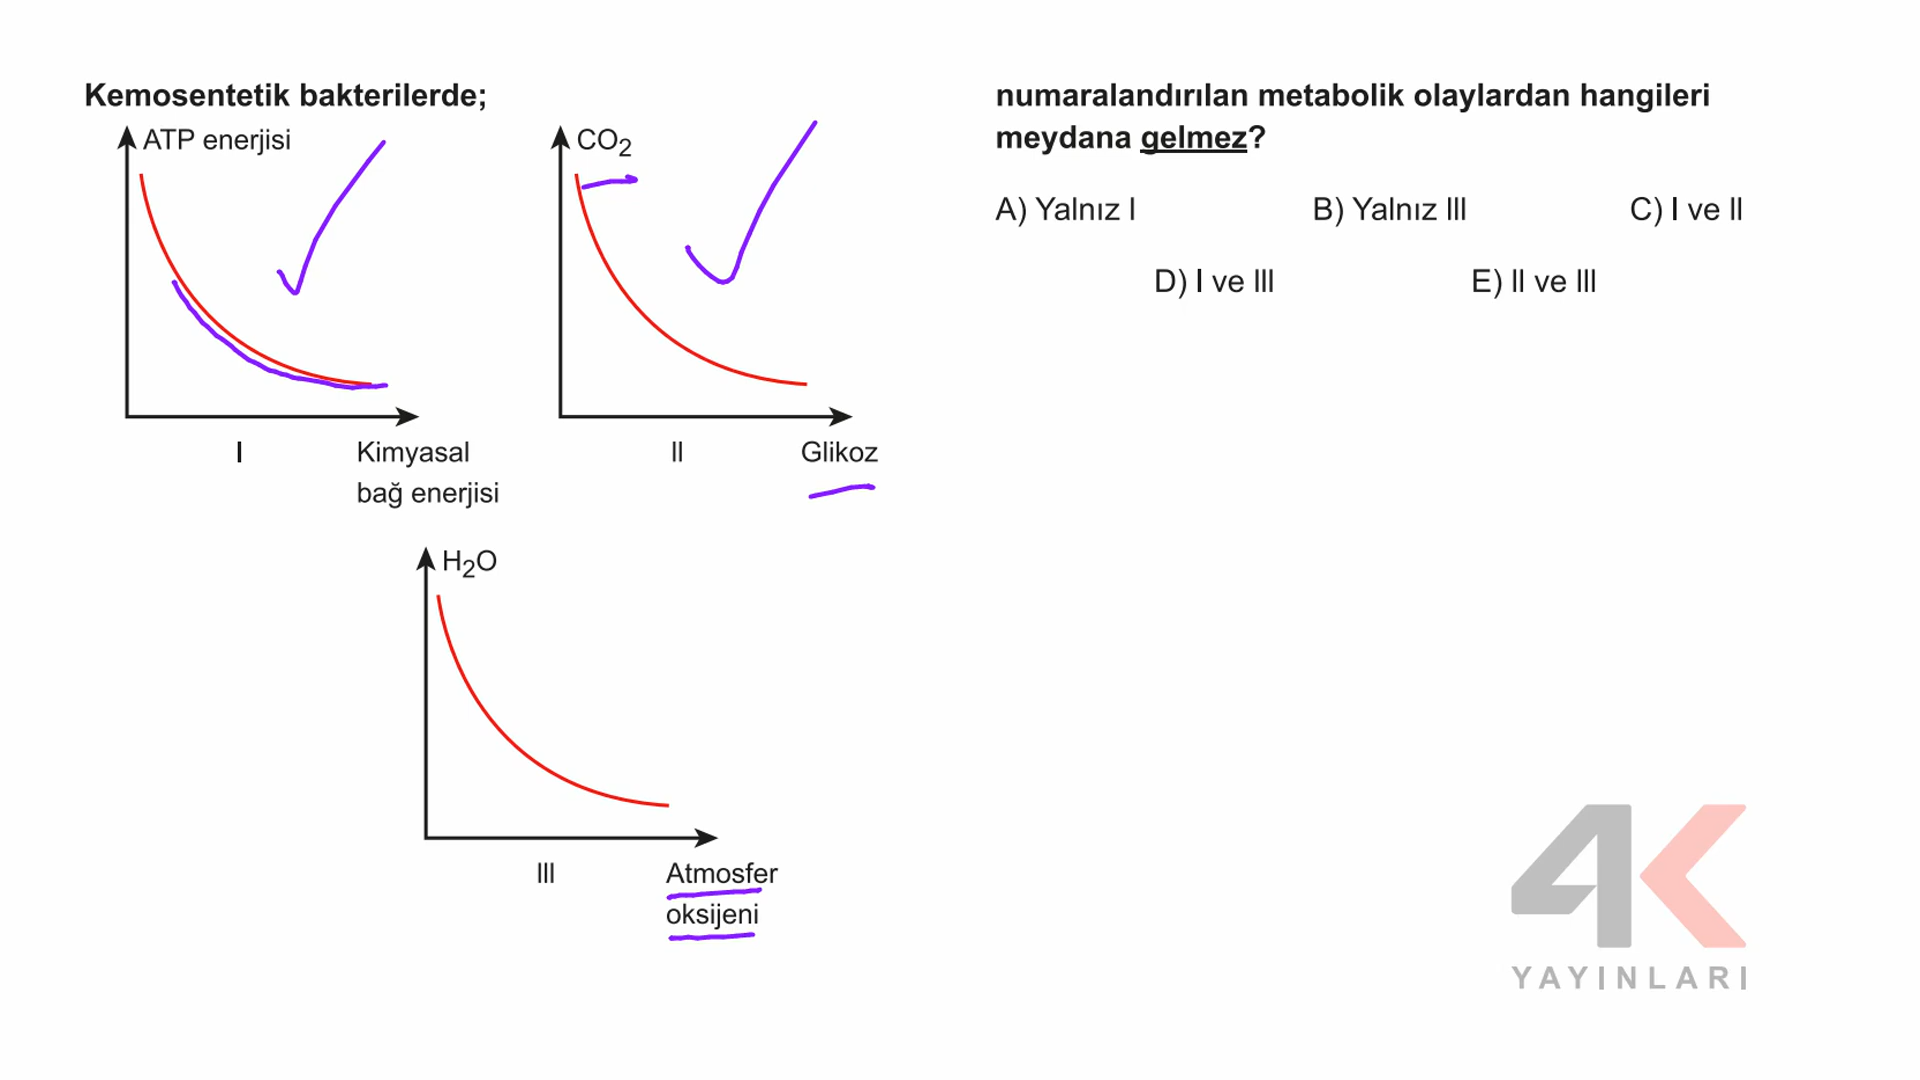 Kemosentetik bakterilerde;
ATP enerjisi
CO2
I
Kimyasal
bağ enerjisi
II
Glikoz
H2O
III
Atmosfer
oksijeni
numaralandırılan metabolik olaylardan hangileri
meydana gelmez?
A) Yalnız I
B) Yalnız III
C) I ve II
D) I ve III
E) II ve III
4K
YAYINLARI